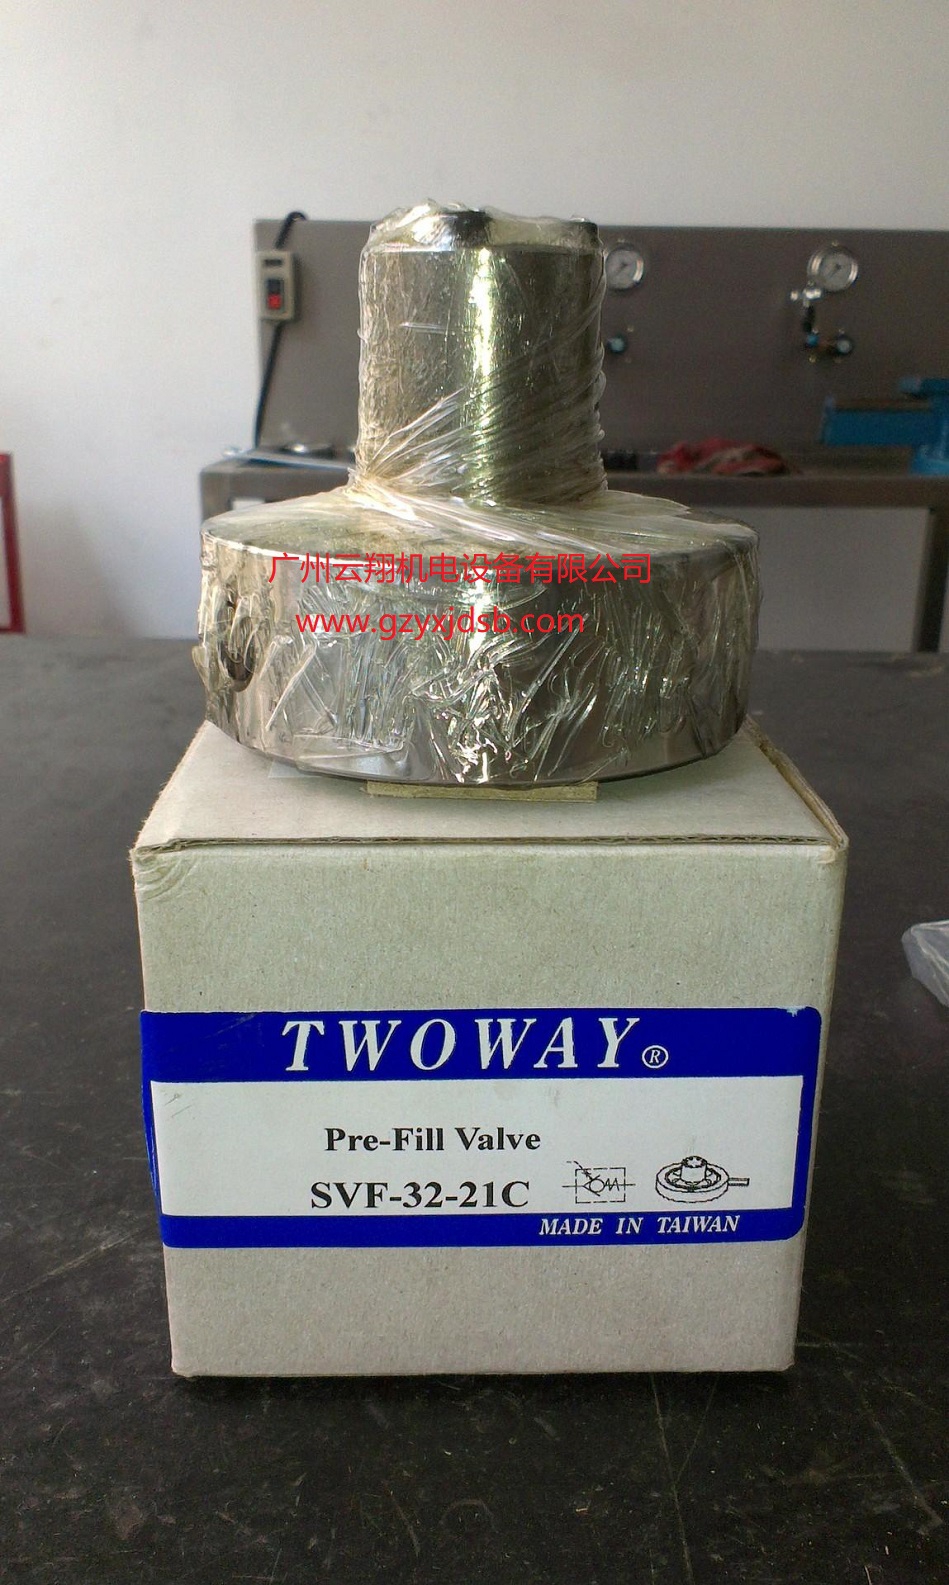 广州云翔机电设备有限公司
www.gzyxjdsb.com
TWOWAY®
Pre-Fill Valve
SVF-32-21C
MADE IN TAIWAN